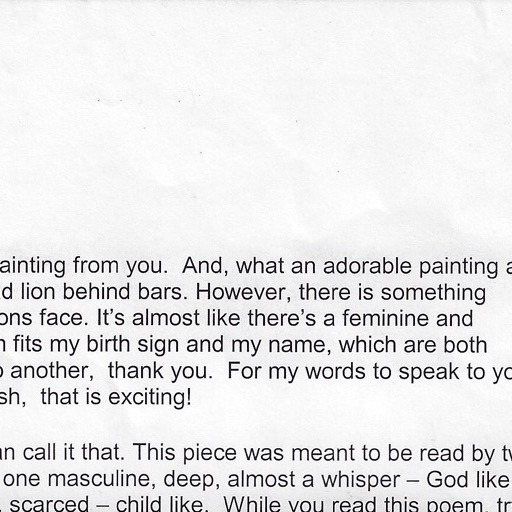 ainting from you.  And, what an adorable painting a
d lion behind bars. However, there is something
ons face. It's almost like there's a feminine and
n fits my birth sign and my name, which are both
o another,  thank you.  For my words to speak to yo
sh,  that is exciting!
an call it that. This piece was meant to be read by tw
one masculine, deep, almost a whisper – God like
, scarced – child like.  While you read this poem, tr